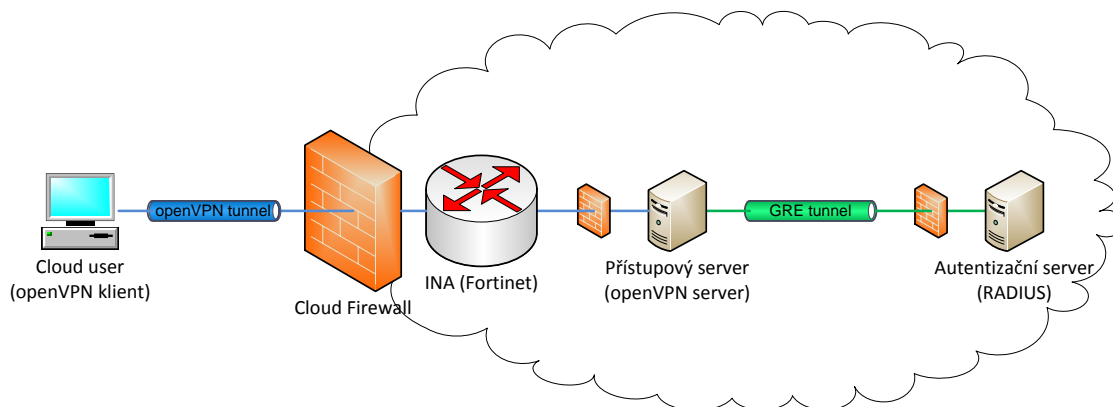 openVPN tunnel
GRE tunnel
Cloud user
(openVPN klient)
Cloud Firewall
INA (Fortinet)
Přístupový server
(openVPN server)
Autentizační server
(RADIUS)